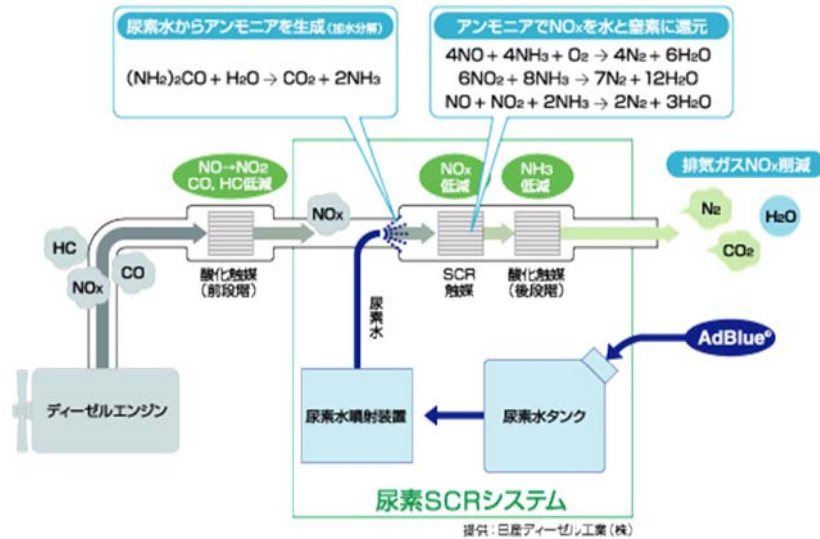 尿素水からアンモニアを生成(加水分解)
(NH₂)₂CO + H₂O → CO₂ + 2NH₃
アンモニアでNOxを水と窒素に還元
4NO + 4NH₃ + O₂ → 4N₂ + 6H₂O
6NO₂ + 8NH₃ → 7N₂ + 12H₂O
NO + NO₂ + 2NH₃ → 2N₂ + 3H₂O
NO→NO₂
CO, HC低減
NOx
低減
NH₃
低減
排気ガスNOx削減
NOx
HC
NOx
CO
N₂
H₂O
CO₂
酸化触媒
(前段階)
尿素水
SCR
触媒
酸化触媒
(後段階)
AdBlue©
ディーゼルエンジン
尿素水噴射装置
尿素水タンク
尿素SCRシステム
提供:日産ディーゼル工業(株)